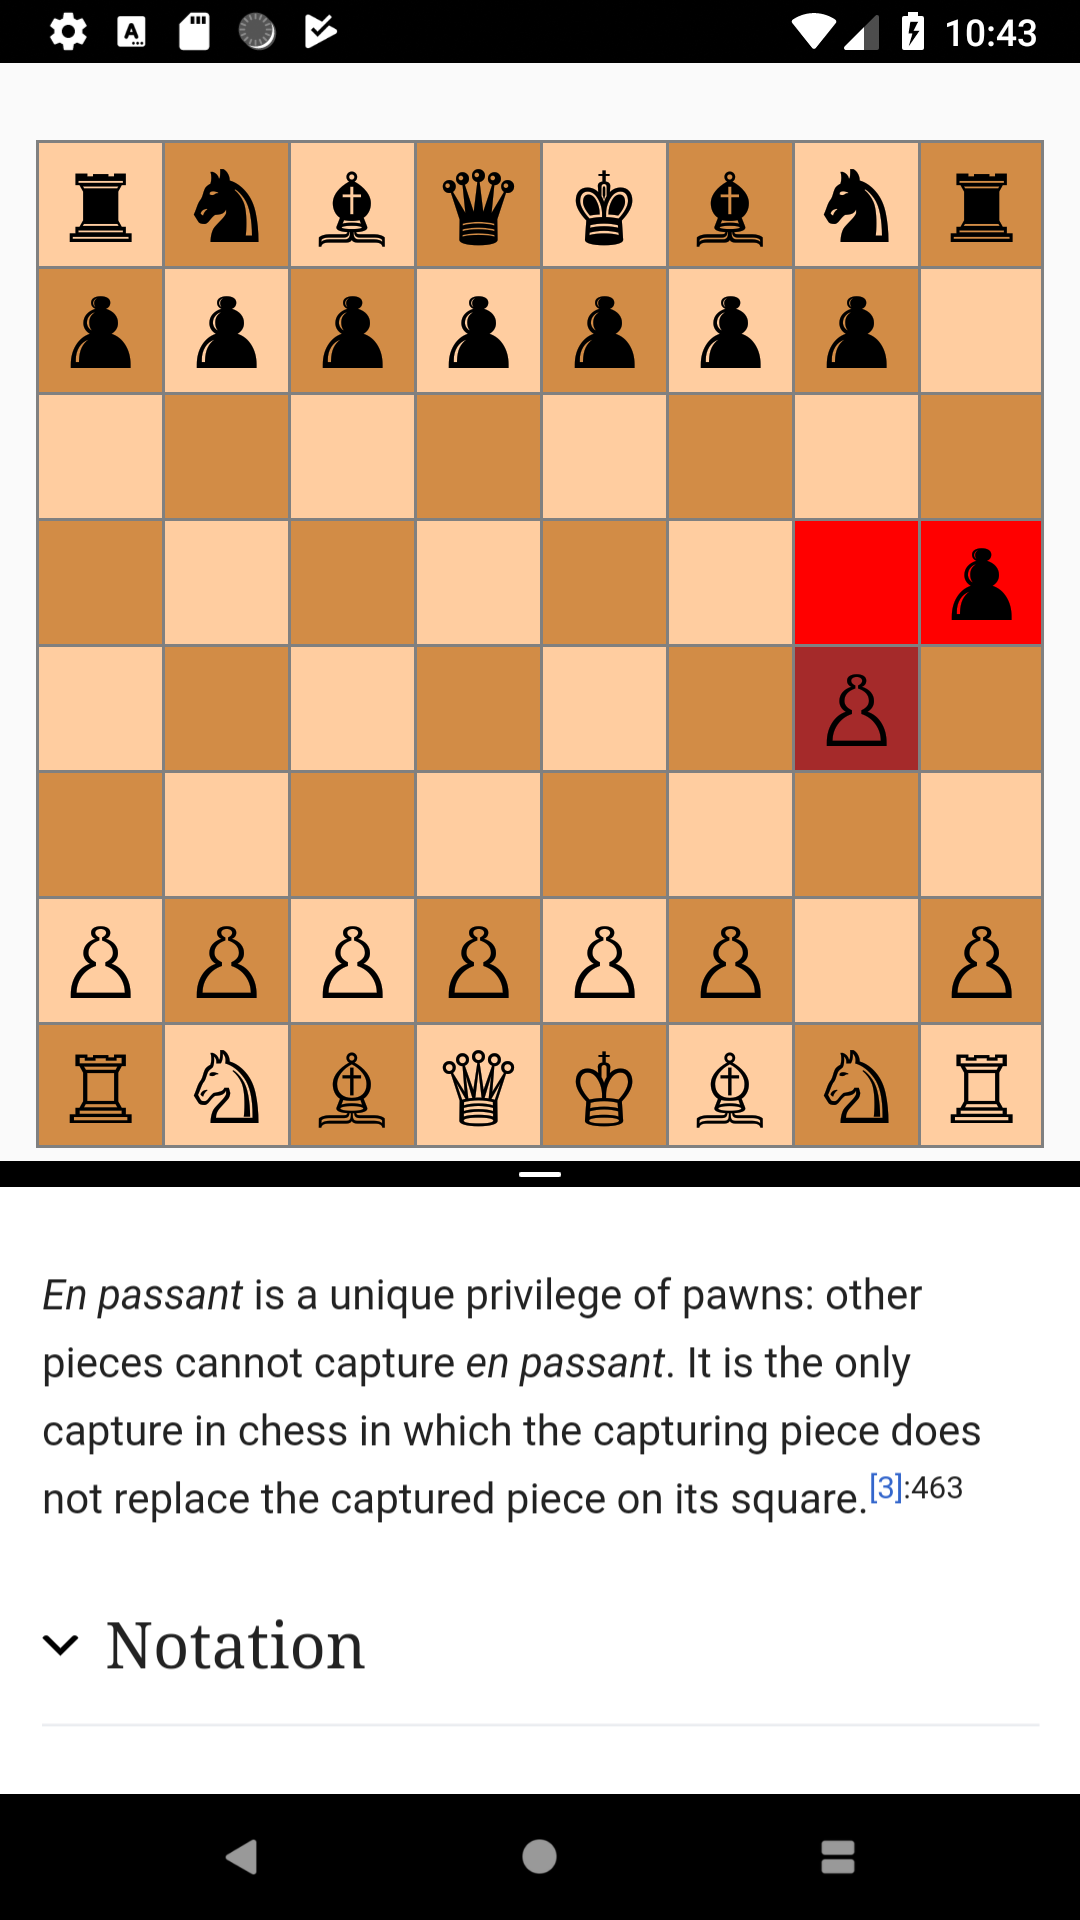 10:43
En passant is a unique privilege of pawns: other
pieces cannot capture en passant. It is the only
capture in chess in which the capturing piece does
not replace the captured piece on its square.[3]:463
Notation